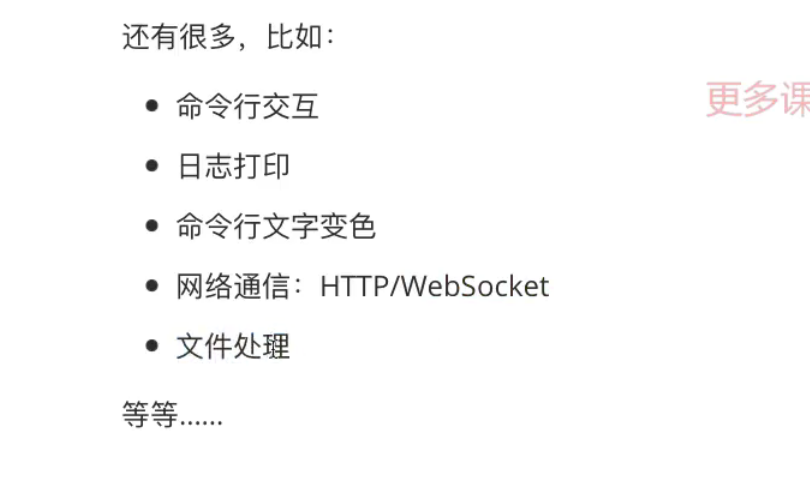 还有很多，比如：
更多课
命令行交互
日志打印
命令行文字变色
网络通信：HTTP/WebSocket
文件处理
等等……